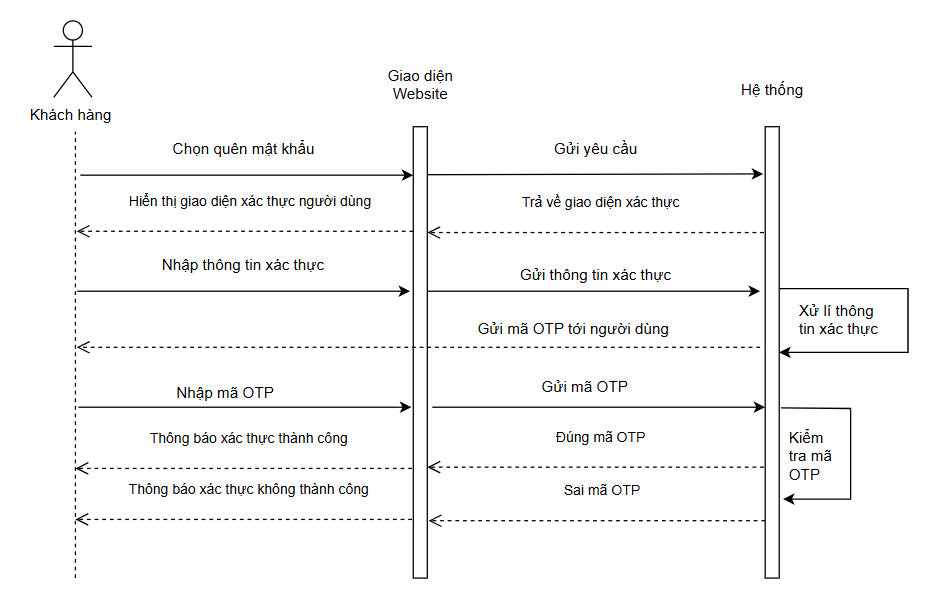 Khách hàng
Giao diện
Website
Hệ thống
Chọn quên mật khẩu
Gửi yêu cầu
Hiển thị giao diện xác thực người dùng
Trả về giao diện xác thực
Nhập thông tin xác thực
Gửi thông tin xác thực
Xử lí thông
tin xác thực
Gửi mã OTP tới người dùng
Nhập mã OTP
Gửi mã OTP
Kiểm
tra mã
OTP
Thông báo xác thực thành công
Đúng mã OTP
Thông báo xác thực không thành công
Sai mã OTP